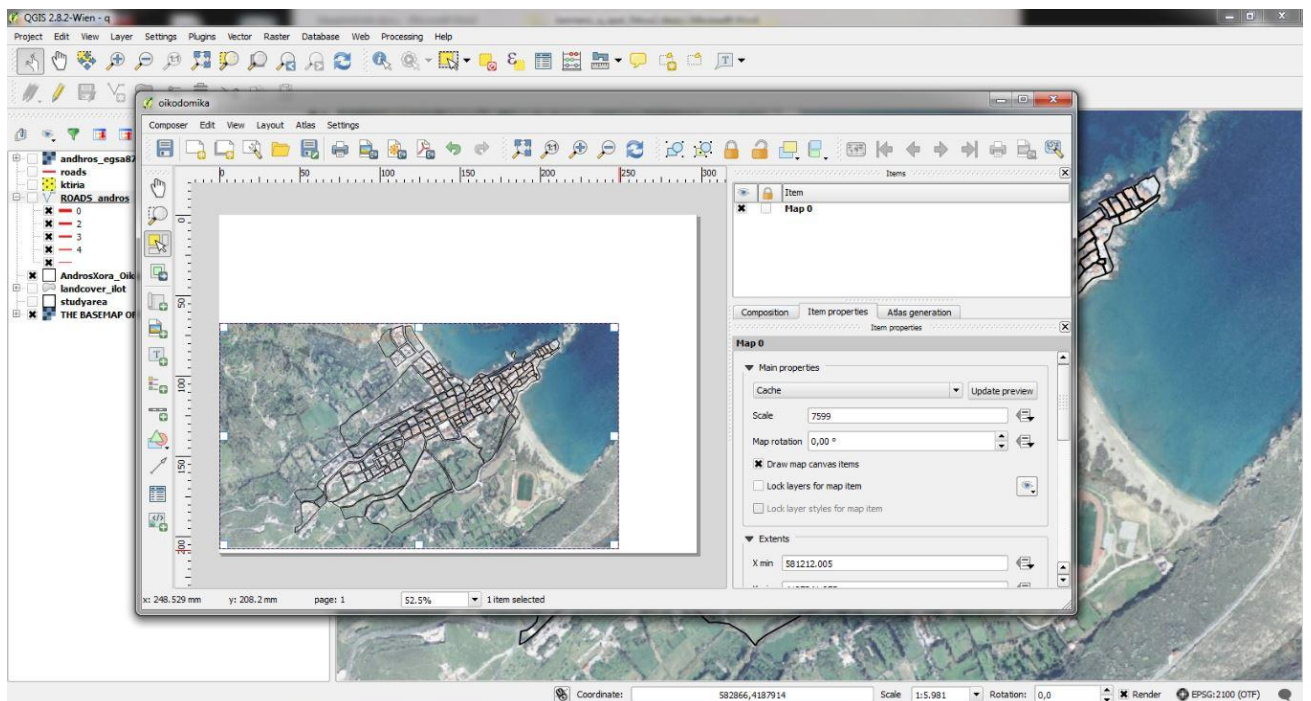 QGIS 2.8.2-Wien - q
Project Edit View Layer Settings Plugins Vector Raster Database Web Processing Help
oikodomika
Composer Edit View Layout Atlas Settings
andhros_egsa87
roads
ktiria
ROADS_andros
0
2
3
4
AndrosXora_Oik
landcover_ilot
studyarea
THE BASEMAP OF
0 50 100 150 200 250 300
0
50
100
150
200
Items
Item
Map 0
Composition Item properties Atlas generation
Item properties
Map 0
Main properties
Cache Update preview
Scale 7599
Map rotation 0,00 °
Draw map canvas items
Lock layers for map item
Lock layer styles for map item
Extents
X min 581212.005
x: 248.529 mm y: 208.2 mm page: 1 52.5% 1 item selected
Coordinate: 582866,4187914 Scale 1:5.981 Rotation: 0,0 Render EPSG:2100 (OTF)